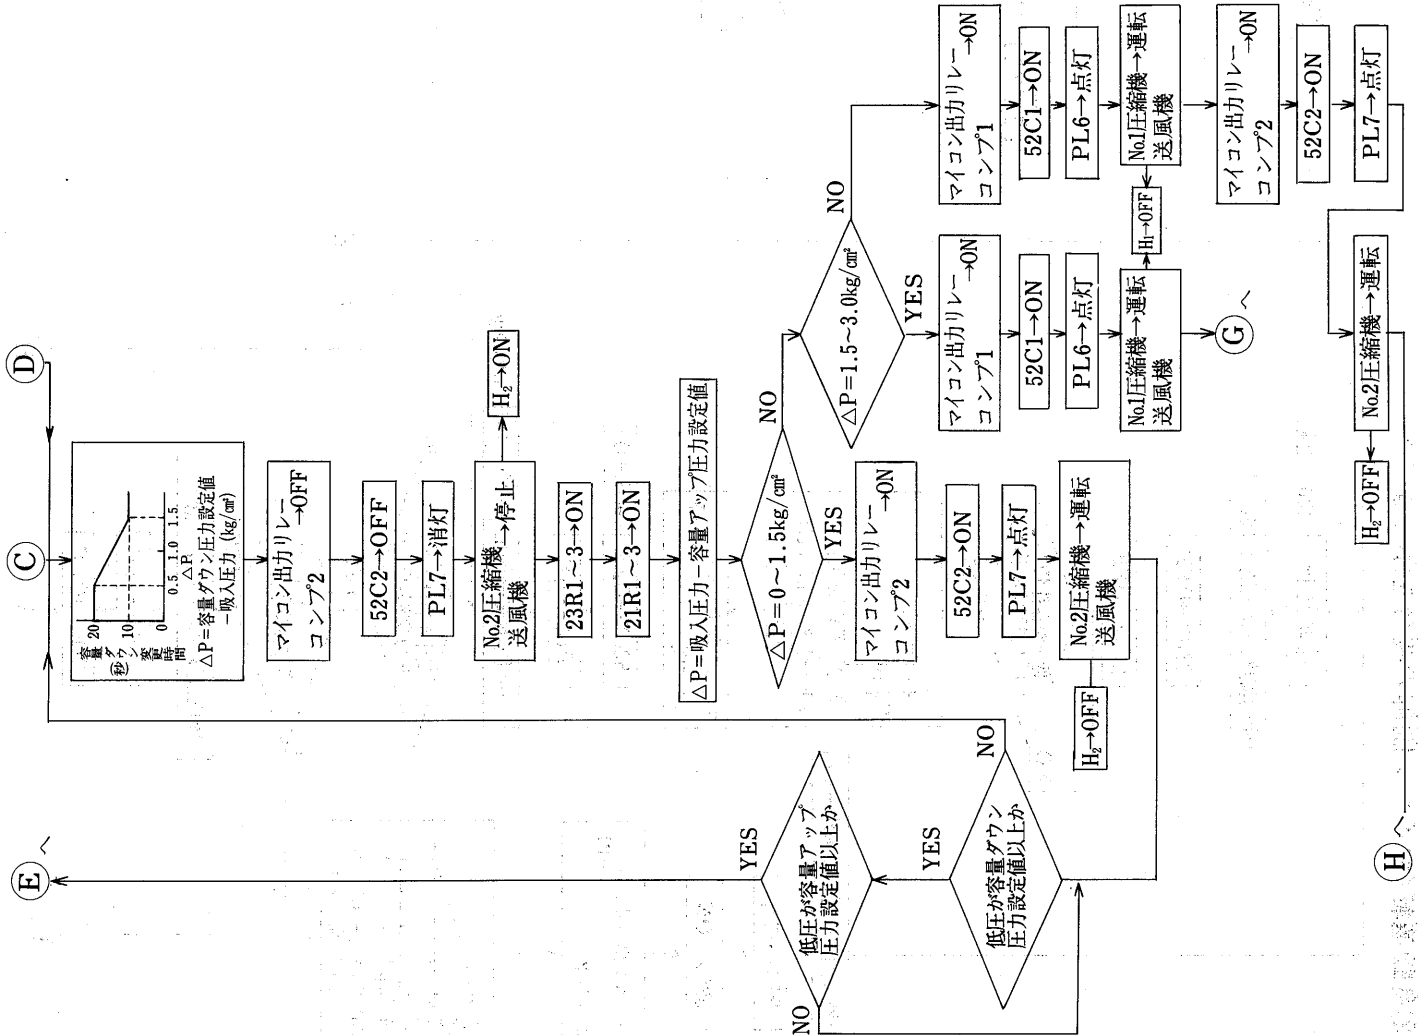 D
C
E へ
容量ダウン変更時間
(秒)
20
10
0
0.5 1.0 1.5
△P
△P=容量ダウン圧力設定値
-吸入圧力 (kg/cm²)
マイコン出力リレー
コンプ2 →OFF
52C2→OFF
PL7→消灯
No.2圧縮機
送風機 →停止
H₂→ON
23R1~3→ON
21R1~3→ON
△P=吸入圧力-容量アップ圧力設定値
△P=0~1.5kg/cm²
NO
YES
マイコン出力リレー
コンプ2 →ON
52C2→ON
PL7→点灯
No.2圧縮機→運転
送風機
H₂→OFF
低圧が容量ダウン
圧力設定値以上か
NO
YES
低圧が容量アップ
圧力設定値以上か
YES
NO
△P=1.5~3.0kg/cm²
NO
YES
マイコン出力リレー
コンプ1 →ON
52C1→ON
PL6→点灯
No.1圧縮機→運転
送風機
G へ
H₁→OFF
マイコン出力リレー
コンプ1 →ON
52C1→ON
PL6→点灯
No.1圧縮機→運転
送風機
マイコン出力リレー
コンプ2 →ON
52C2→ON
PL7→点灯
No.2圧縮機→運転
H₂→OFF
H へ